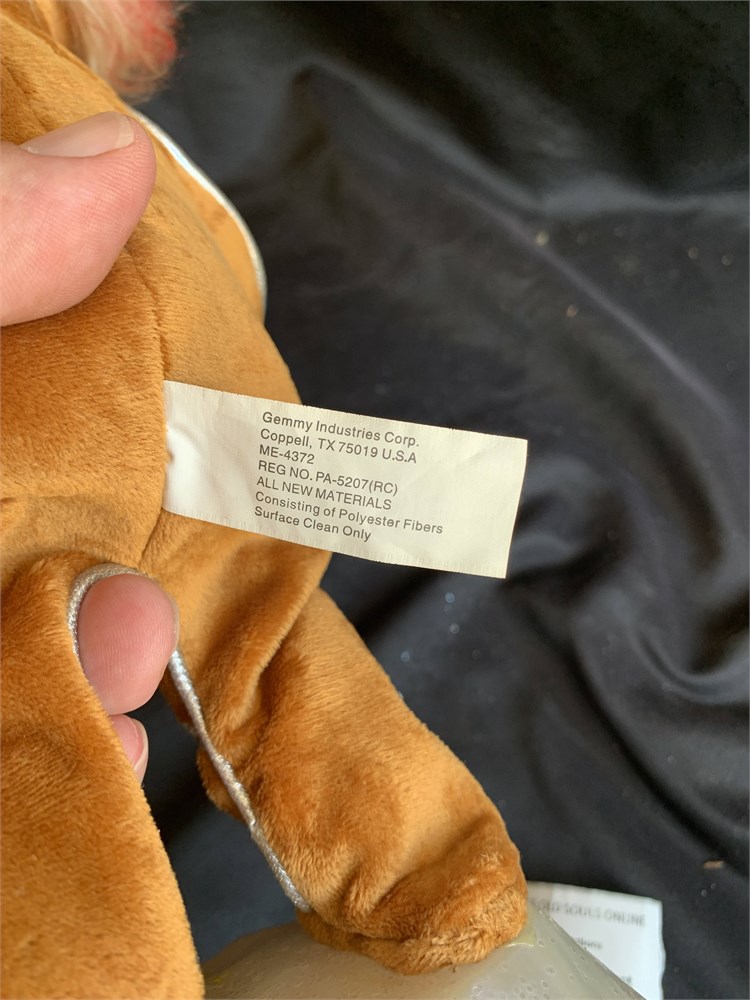 Gemmy Industries Corp.
Coppell, TX 75019 U.S.A
ME-4372
REG NO. PA-5207(RC)
ALL NEW MATERIALS
Consisting of Polyester Fibers
Surface Clean Only
ONLINE